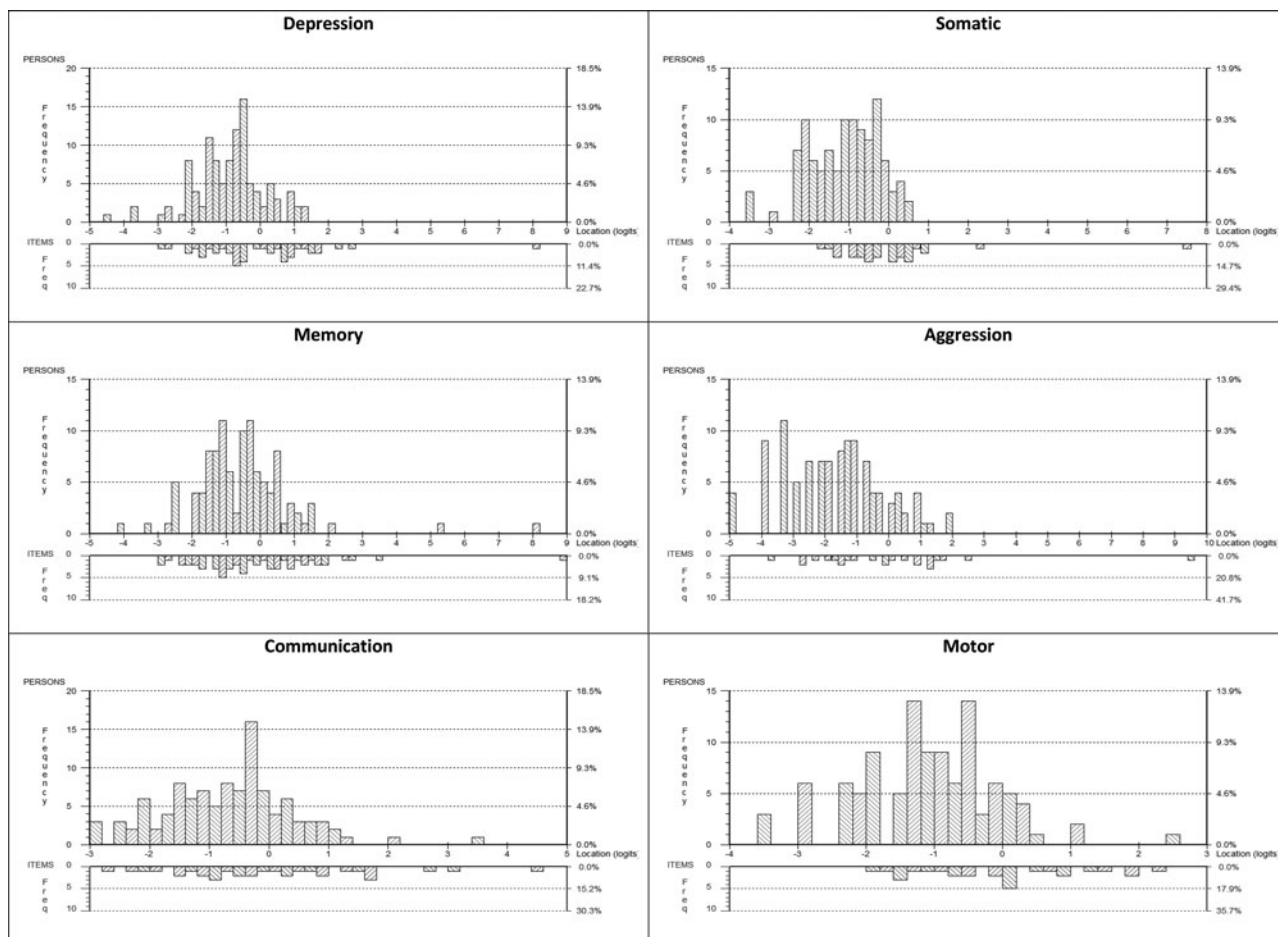 Depression
PERSONS
20 18.5%
15 13.9%
Frequency
10 9.3%
5 4.6%
0 0.0%
-5 -4 -3 -2 -1 0 1 2 3 4 5 6 7 8 9
Location (logits)
ITEMS 0 0.0%
Freq
5 11.4%
10 22.7%
Somatic
PERSONS
15 13.9%
Frequency
10 9.3%
5 4.6%
0 0.0%
-4 -3 -2 -1 0 1 2 3 4 5 6 7 8
Location (logits)
ITEMS 0 0.0%
Freq
5 14.7%
10 29.4%
Memory
PERSONS
15 13.9%
Frequency
10 9.3%
5 4.6%
0 0.0%
-5 -4 -3 -2 -1 0 1 2 3 4 5 6 7 8 9
Location (logits)
ITEMS 0 0.0%
Freq
5 9.1%
10 18.2%
Aggression
PERSONS
15 13.9%
Frequency
10 9.3%
5 4.6%
0 0.0%
-5 -4 -3 -2 -1 0 1 2 3 4 5 6 7 8 9 10
Location (logits)
ITEMS 0 0.0%
Freq
5 20.8%
10 41.7%
Communication
PERSONS
20 18.5%
15 13.9%
Frequency
10 9.3%
5 4.6%
0 0.0%
-3 -2 -1 0 1 2 3 4 5
Location (logits)
ITEMS 0 0.0%
Freq
5 15.2%
10 30.3%
Motor
PERSONS
15 13.9%
Frequency
10 9.3%
5 4.6%
0 0.0%
-4 -3 -2 -1 0 1 2 3
Location (logits)
ITEMS 0 0.0%
Freq
5 17.9%
10 35.7%